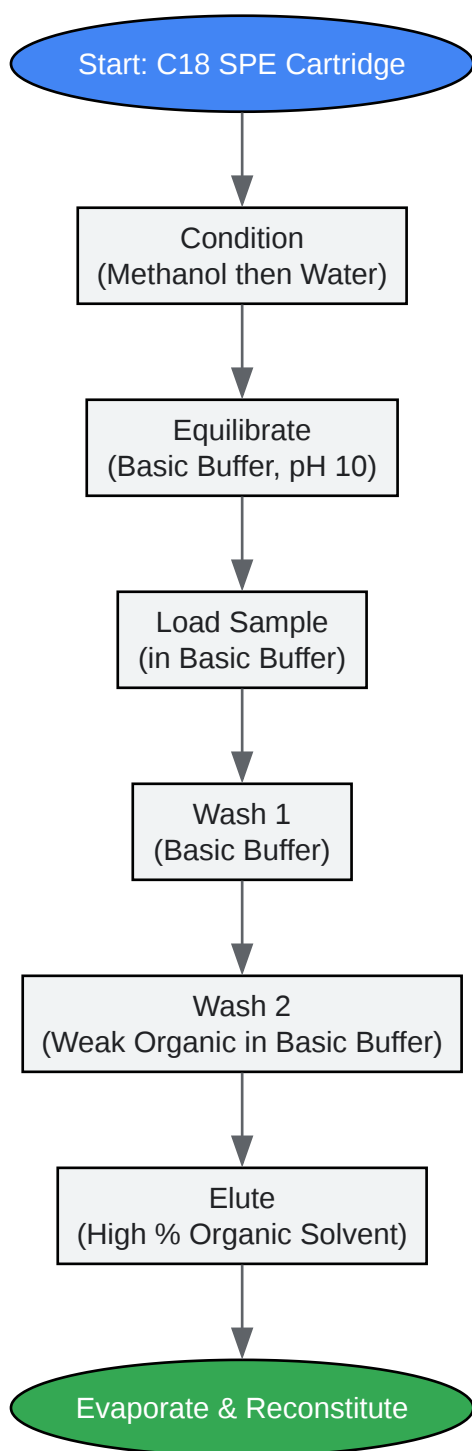 Start: C18 SPE Cartridge
Condition
(Methanol then Water)
Equilibrate
(Basic Buffer, pH 10)
Load Sample
(in Basic Buffer)
Wash 1
(Basic Buffer)
Wash 2
(Weak Organic in Basic Buffer)
Elute
(High % Organic Solvent)
Evaporate & Reconstitute